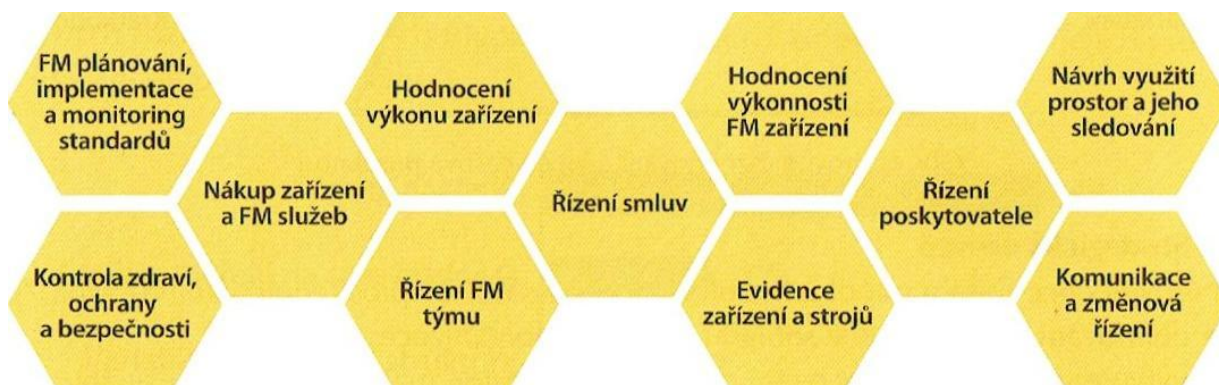 FM plánování,
implementace
a monitoring
standardů
Hodnocení
výkonu zařízení
Hodnocení
výkonnosti
FM zařízení
Návrh využití
prostor a jeho
sledování
Nákup zařízení
a FM služeb
Řízení smluv
Řízení
poskytovatele
Kontrola zdraví,
ochrany
a bezpečnosti
Řízení FM
týmu
Evidence
zařízení a strojů
Komunikace
a změnová
řízení